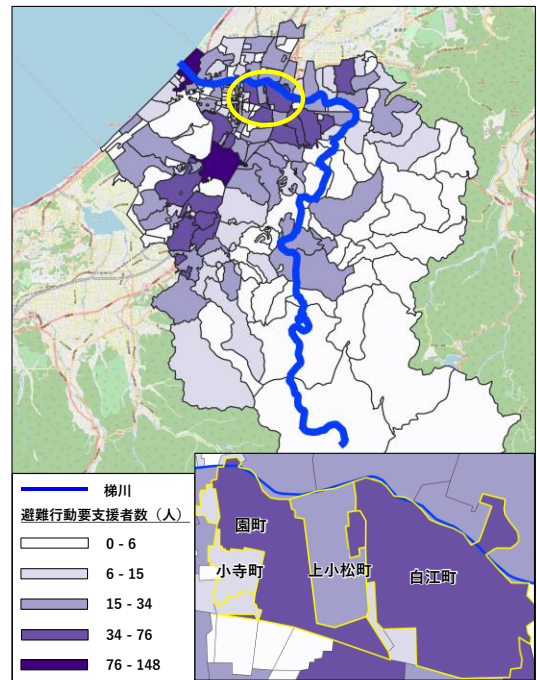 園町
小寺町
上小松町
白江町
梯川
避難行動要支援者数（人）
0 - 6
6 - 15
15 - 34
34 - 76
76 - 148